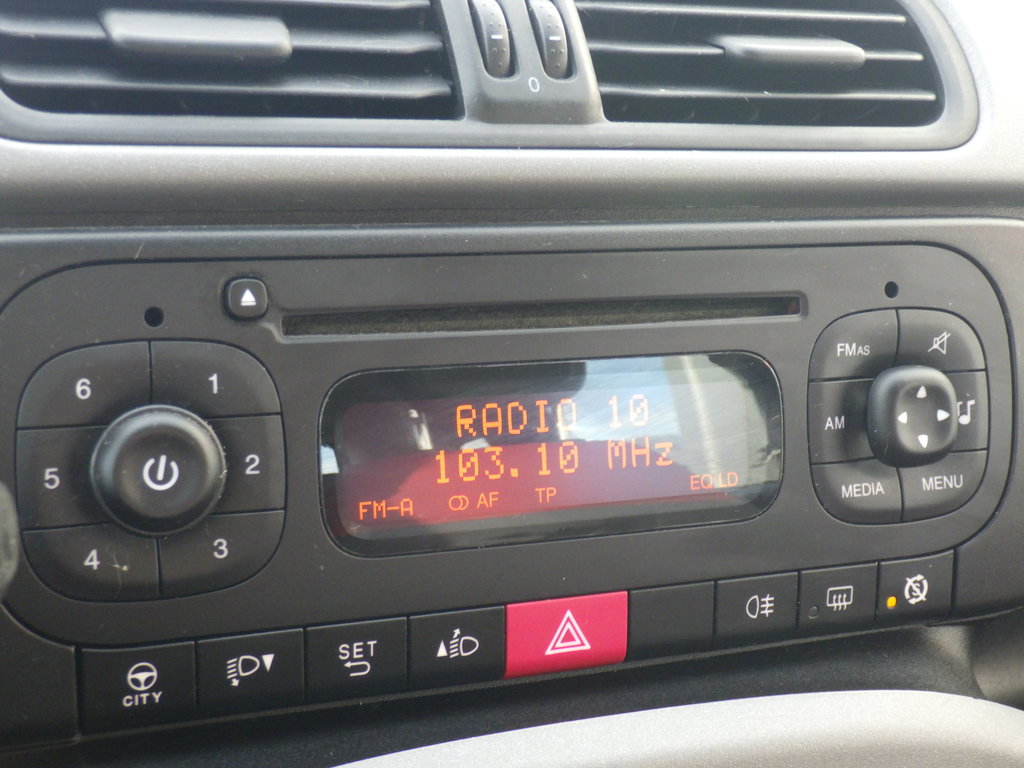 0
6 1
5 2
4 3
RADIO 10
103.10 MHz
FM-A AF TP EQ LD
FMAS
AM
MEDIA MENU
CITY
SET